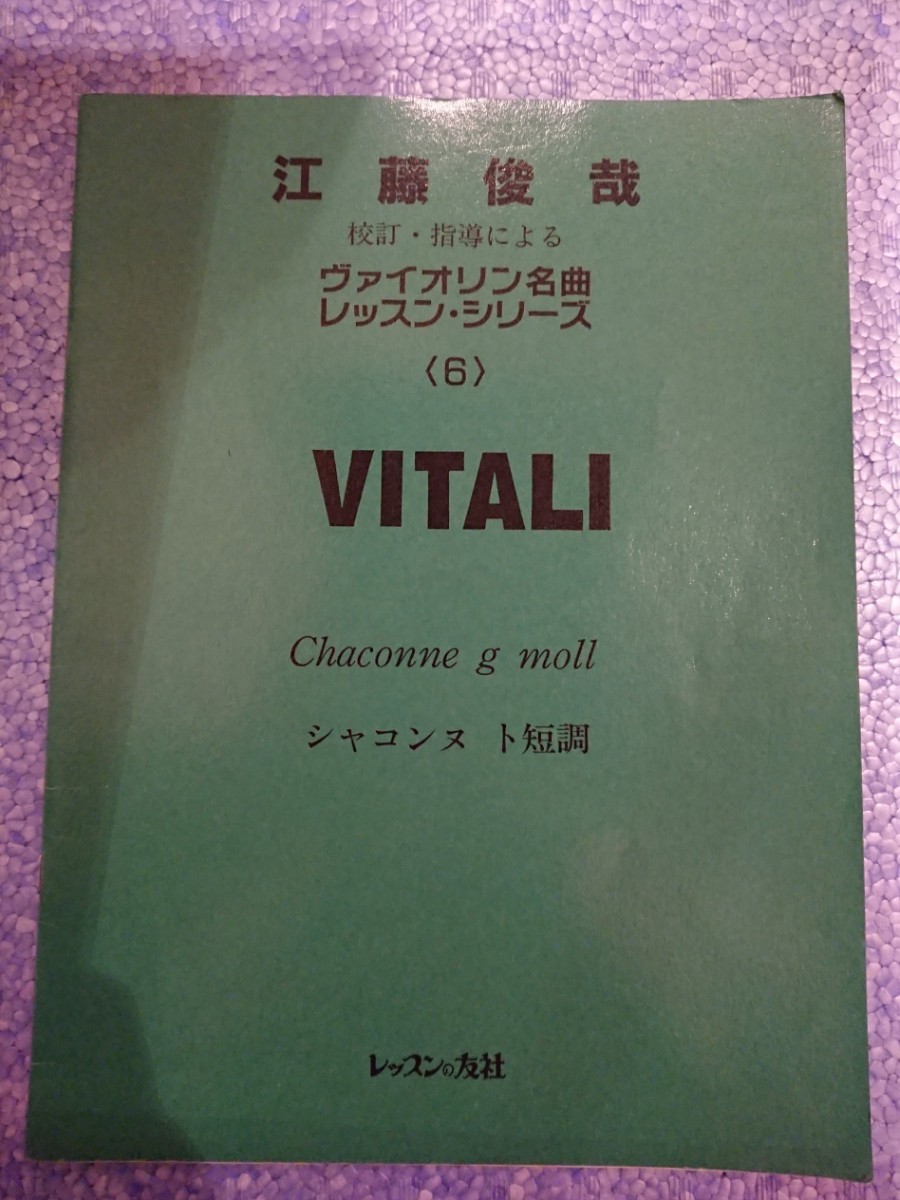 江藤俊哉
校訂・指導による
ヴァイオリン名曲
レッスン・シリーズ
〈6〉
VITALI
Chaconne g moll
シャコンヌ ト短調
レッスンの友社